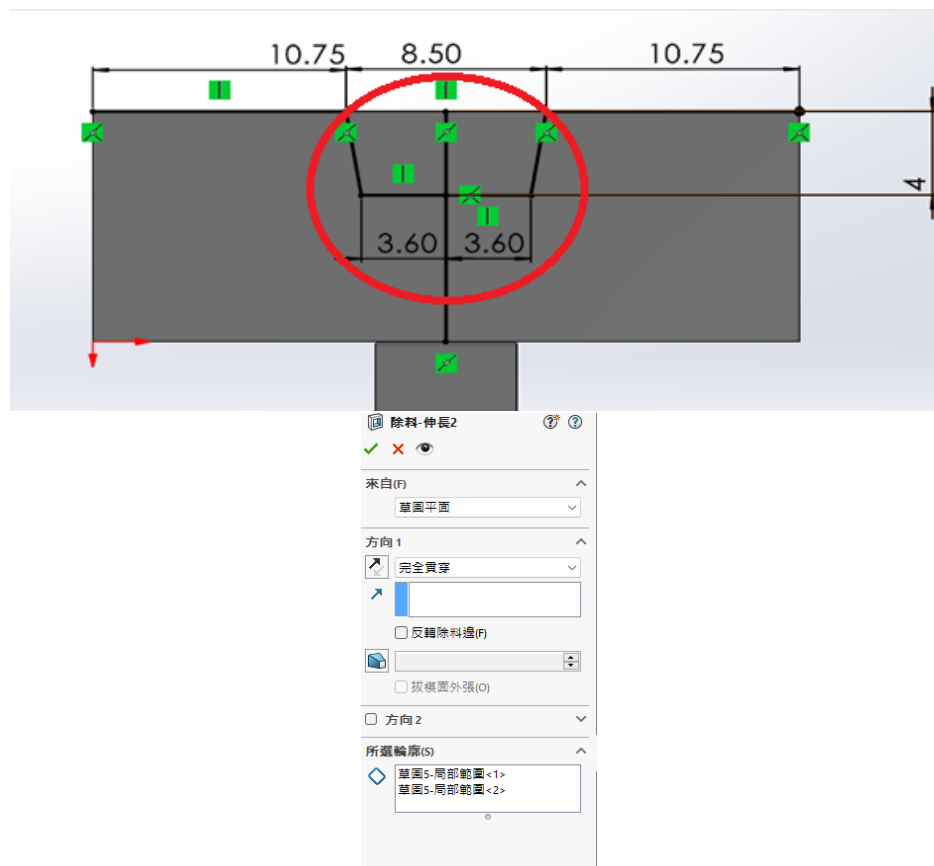 10.75 8.50 10.75
4
3.60 3.60
除料-伸長2
來自(F)
草圖平面
方向 1
完全貫穿
反轉除料邊(F)
拔模面外張(O)
方向 2
所選輪廓(S)
草圖5-局部範圍<1>
草圖5-局部範圍<2>